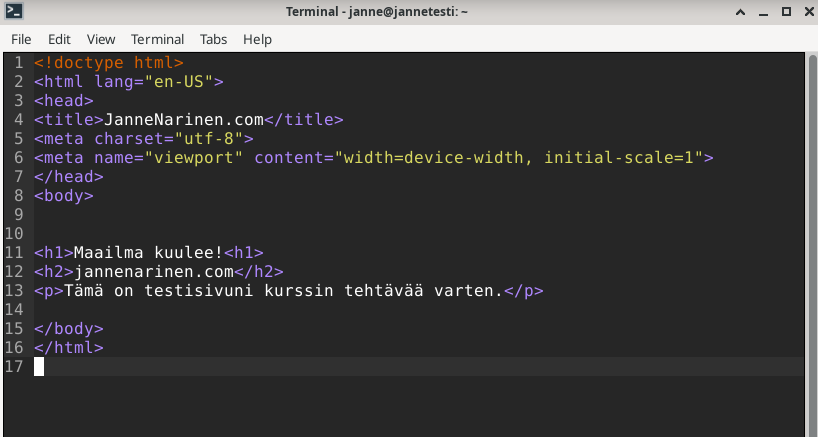 Terminal - janne@jannetesti: ~
File Edit View Terminal Tabs Help
1 <!doctype html>
2 <html lang="en-US">
3 <head>
4 <title>JanneNarinen.com</title>
5 <meta charset="utf-8">
6 <meta name="viewport" content="width=device-width, initial-scale=1">
7 </head>
8 <body>
9
10
11 <h1>Maailma kuulee!<h1>
12 <h2>jannenarinen.com</h2>
13 <p>Tämä on testisivuni kurssin tehtävää varten.</p>
14
15 </body>
16 </html>
17